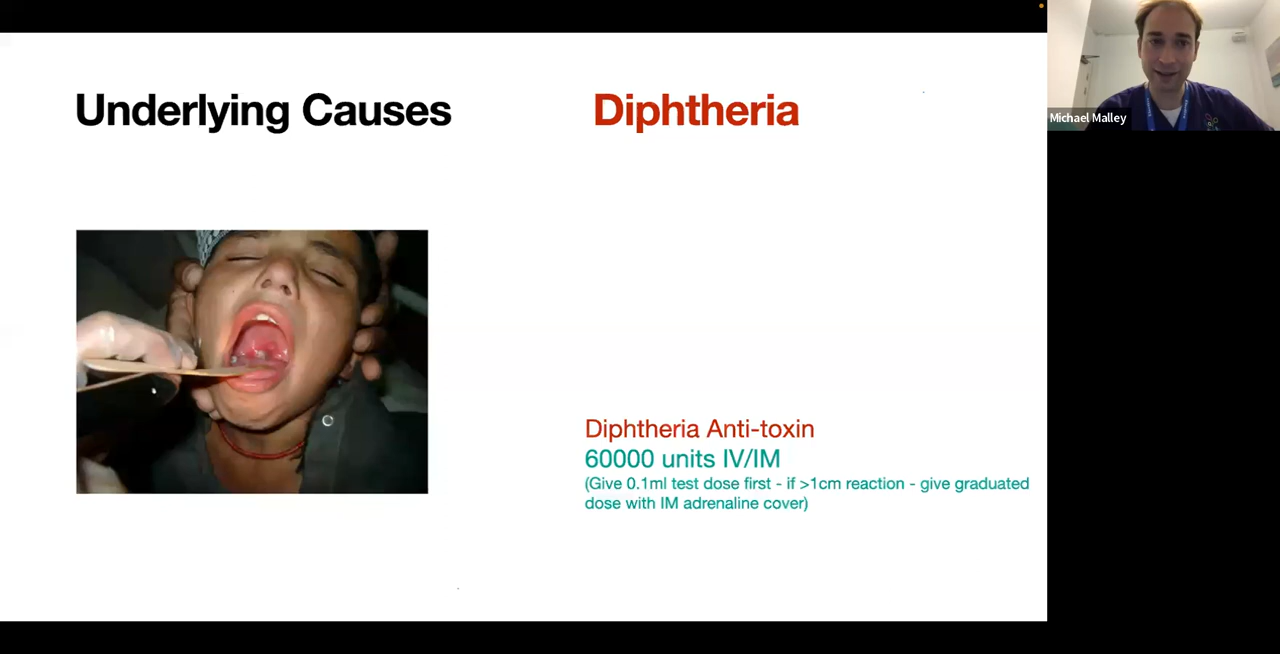 Underlying Causes
Diphtheria
Michael Malley
Diphtheria Anti-toxin
60000 units IV/IM
(Give 0.1ml test dose first - if >1cm reaction - give graduated
dose with IM adrenaline cover)